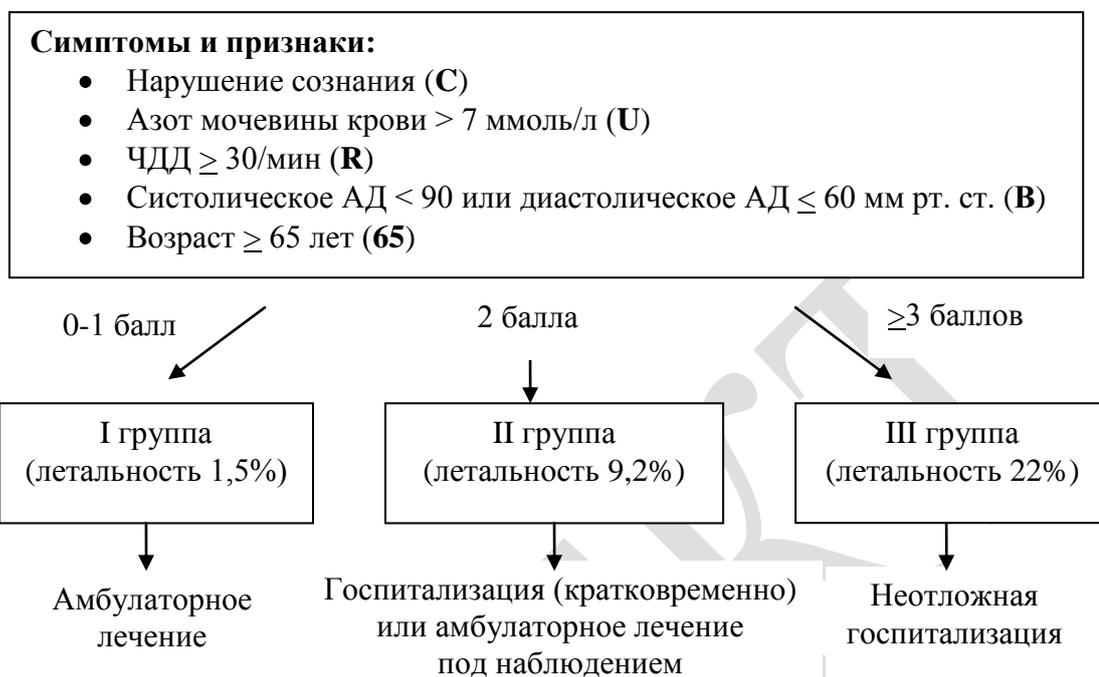 Симптомы и признаки:
• Нарушение сознания (C)
• Азот мочевины крови > 7 ммоль/л (U)
• ЧДД ≥ 30/мин (R)
• Систолическое АД < 90 или диастолическое АД ≤ 60 мм рт. ст. (B)
• Возраст ≥ 65 лет (65)
0-1 балл
2 балла
≥3 баллов
I группа
(летальность 1,5%)
II группа
(летальность 9,2%)
III группа
(летальность 22%)
Амбулаторное
лечение
Госпитализация (кратковременно)
или амбулаторное лечение
под наблюдением
Неотложная
госпитализация